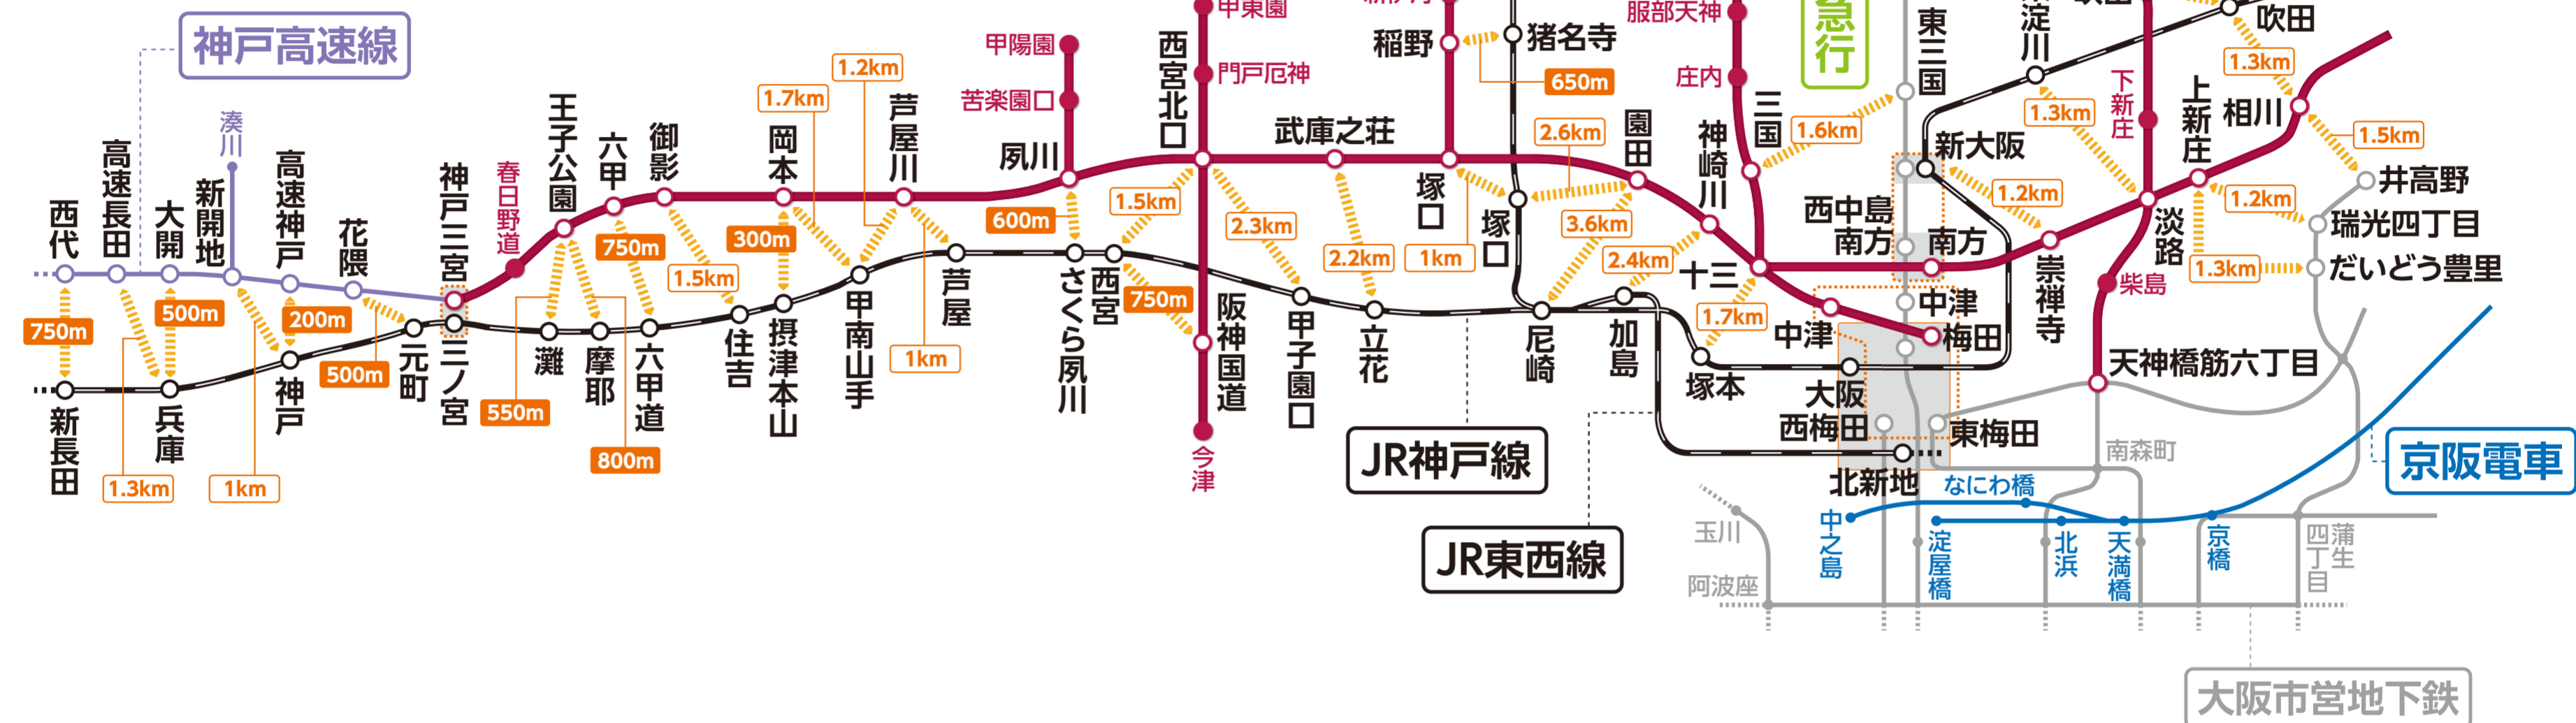 神戸高速線
湊川
西代
高速長田
大開
新開地
高速神戸
花隈
神戸三宮
春日野道
王子公園
六甲
御影
岡本
芦屋川
夙川
苦楽園口
甲陽園
甲東園
門戸厄神
西宮北口
武庫之荘
稲野
猪名寺
塚口
塚口
園田
神崎川
服部天神
庄内
三国
急行
東三国
新大阪
西中島
南方
南方
十三
中津
中津
梅田
崇禅寺
淡路
下新庄
上新庄
相川
吹田
井高野
瑞光四丁目
だいどう豊里
柴島
天神橋筋六丁目
新長田
兵庫
神戸
元町
三ノ宮
灘
摩耶
六甲道
住吉
摂津本山
甲南山手
芦屋
さくら夙川
西宮
阪神国道
今津
甲子園口
立花
尼崎
加島
塚本
大阪
西梅田
東梅田
北新地
JR神戸線
JR東西線
京阪電車
大阪市営地下鉄
南森町
なにわ橋
中之島
淀屋橋
北浜
天満橋
京橋
蒲生
四丁目
玉川
阿波座
750m
1.3km
500m
1km
200m
500m
550m
800m
750m
1.5km
300m
1.7km
1.2km
1km
600m
1.5km
750m
2.3km
2.2km
1km
650m
2.6km
3.6km
2.4km
1.7km
1.6km
1.2km
1.3km
1.3km
1.5km
1.2km
1.3km